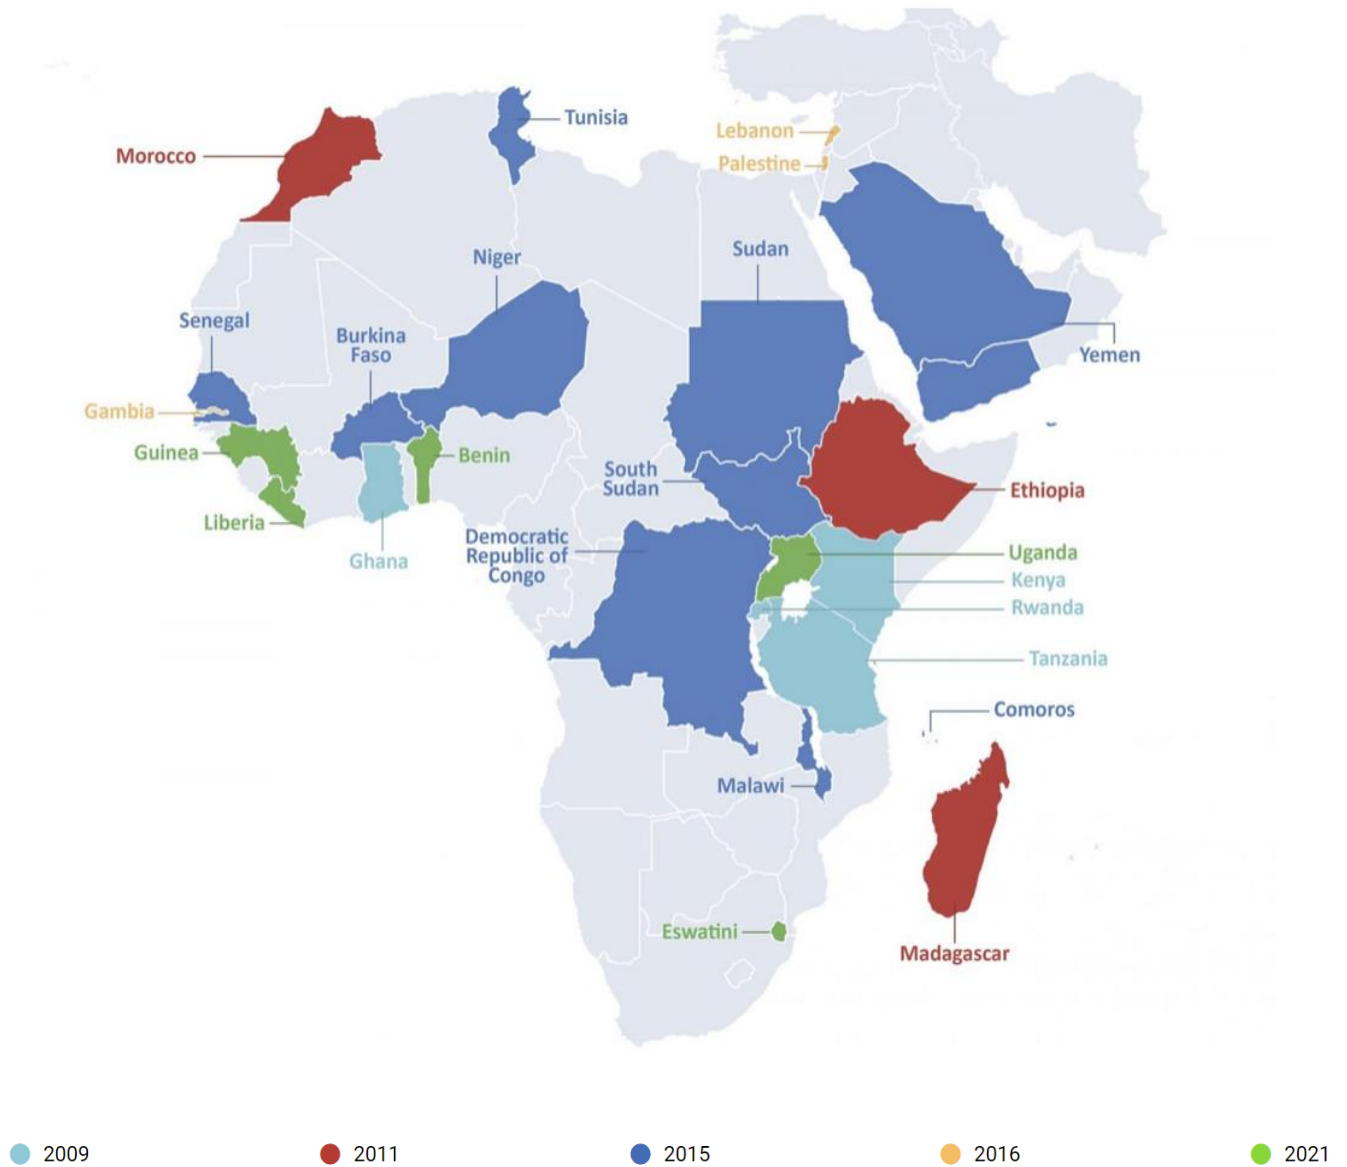 Tunisia
Lebanon
Morocco
Palestine
Sudan
Niger
Senegal
Burkina
Faso
Yemen
Gambia
Guinea
Benin
South
Sudan
Ethiopia
Liberia
Democratic
Republic of
Congo
Ghana
Uganda
Kenya
Rwanda
Tanzania
Comoros
Malawi
Eswatini
Madagascar
2009
2011
2015
2016
2021